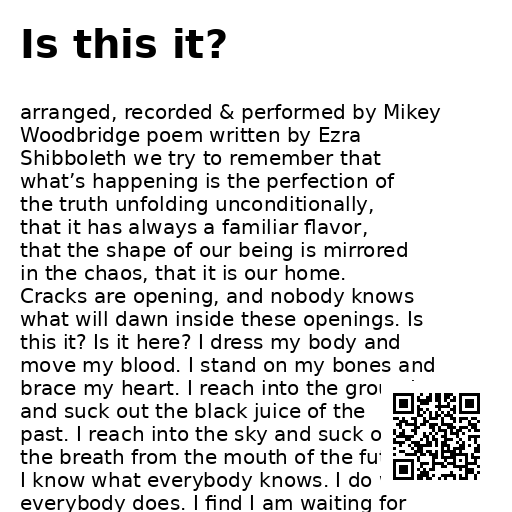 Is this it?
arranged, recorded & performed by Mikey
Woodbridge poem written by Ezra
Shibboleth we try to remember that
what’s happening is the perfection of
the truth unfolding unconditionally,
that it has always a familiar flavor,
that the shape of our being is mirrored
in the chaos, that it is our home.
Cracks are opening, and nobody knows
what will dawn inside these openings. Is
this it? Is it here? I dress my body and
move my blood. I stand on my bones and
brace my heart. I reach into the
and suck out the black juice of the
past. I reach into the sky and suck
the breath from the mouth of the
I know what everybody knows. I do
everybody does. I find I am waiting for